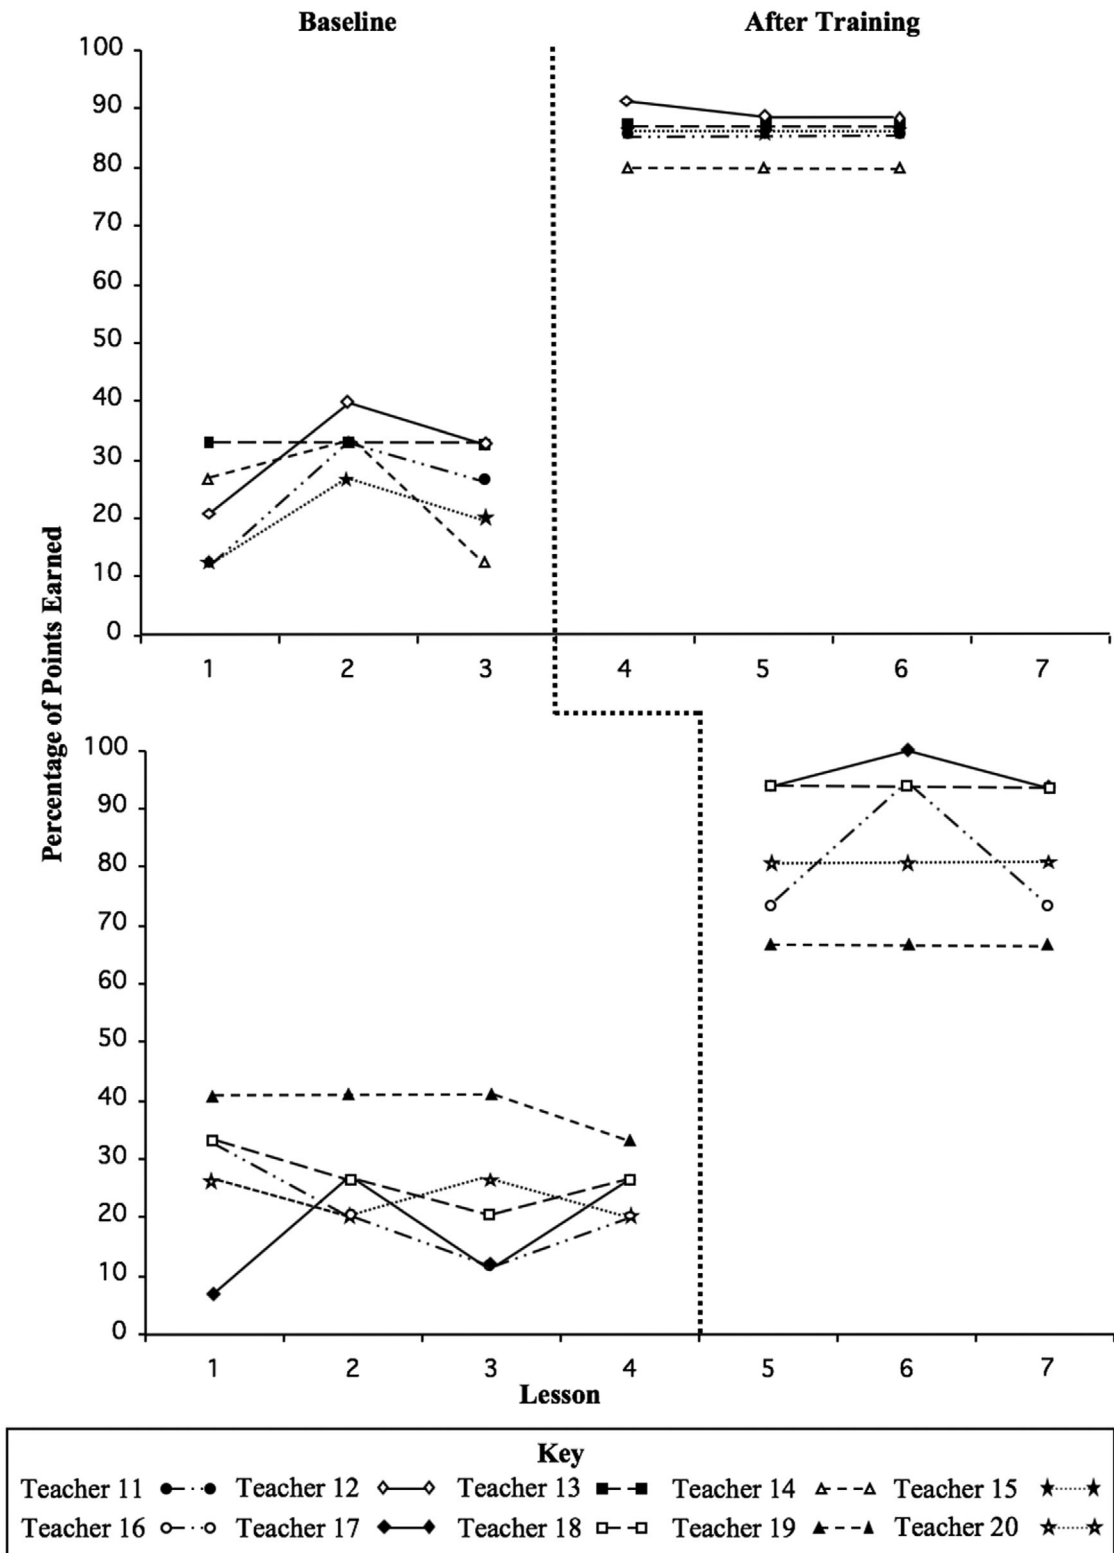 Baseline After Training
100
90
80
70
60
50
40
30
20
10
0
1 2 3 4 5 6 7
Percentage of Points Earned
100
90
80
70
60
50
40
30
20
10
0
1 2 3 4 5 6 7
Lesson
Key
Teacher 11 Teacher 12 Teacher 13 Teacher 14 Teacher 15
Teacher 16 Teacher 17 Teacher 18 Teacher 19 Teacher 20